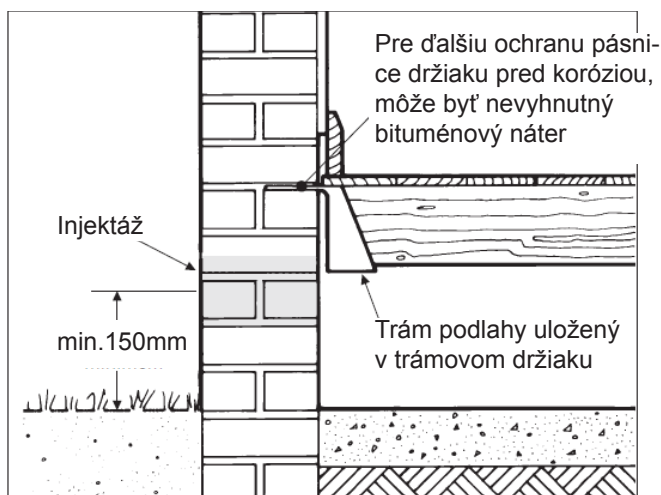 Pre ďalšiu ochranu pásni-
ce držiaku pred koróziou,
môže byť nevyhnutný
bituménový náter
Injektáž
min.150mm
Trám podlahy uložený
v trámovom držiaku